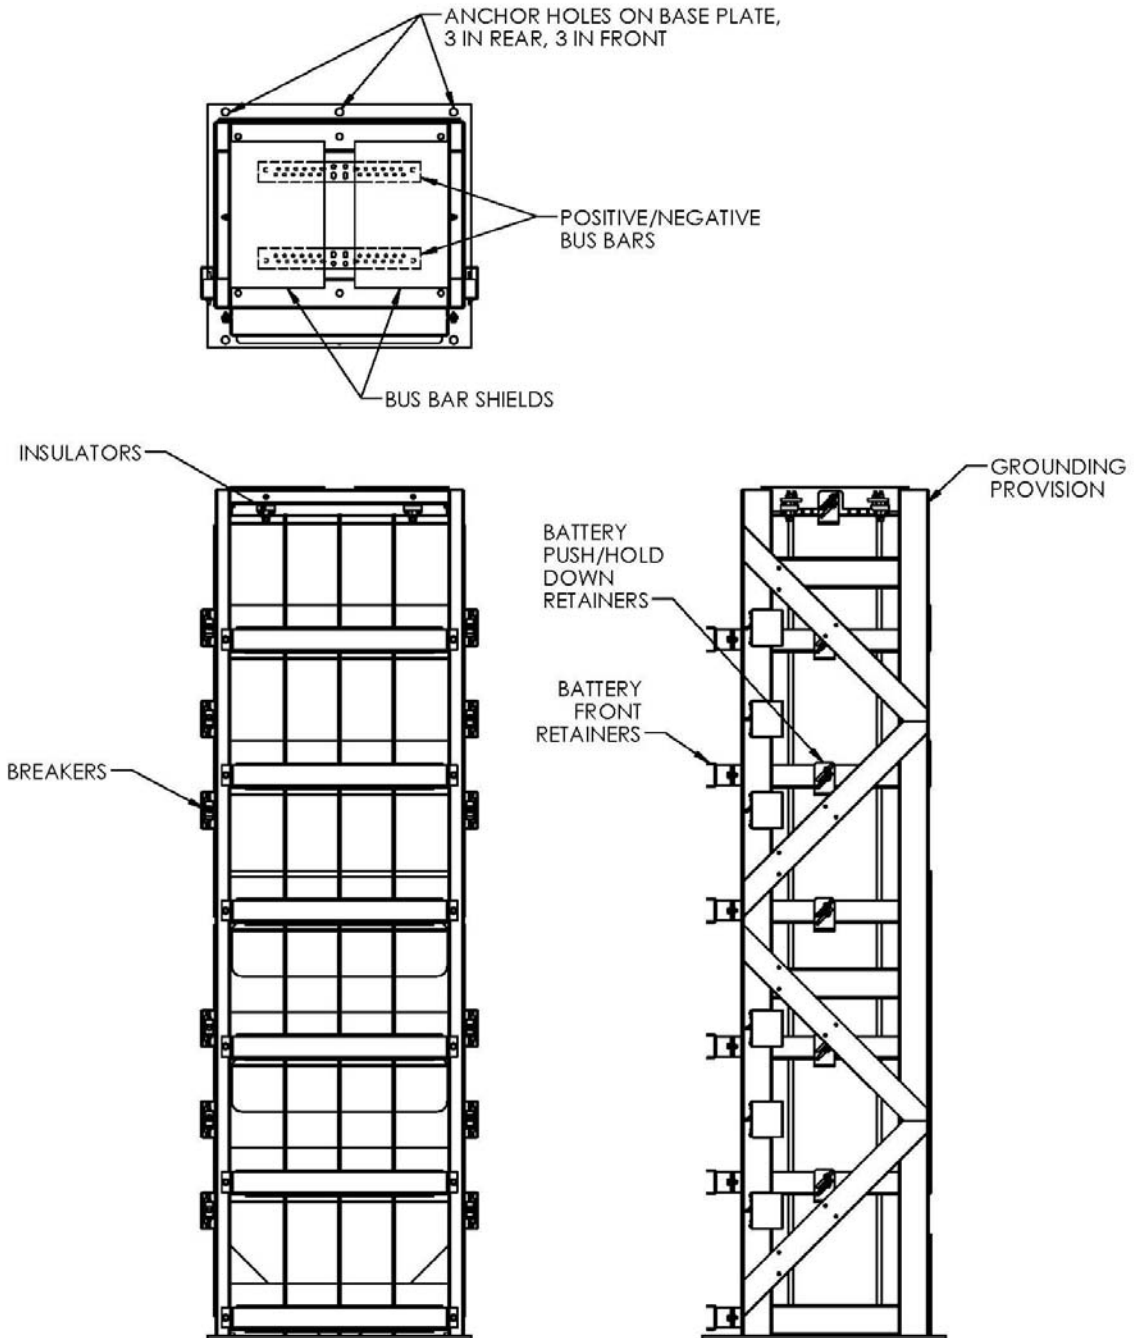 ANCHOR HOLES ON BASE PLATE,
3 IN REAR, 3 IN FRONT
POSITIVE/NEGATIVE
BUS BARS
BUS BAR SHIELDS
INSULATORS
GROUNDING
PROVISION
BATTERY
PUSH/HOLD
DOWN
RETAINERS
BATTERY
FRONT
RETAINERS
BREAKERS